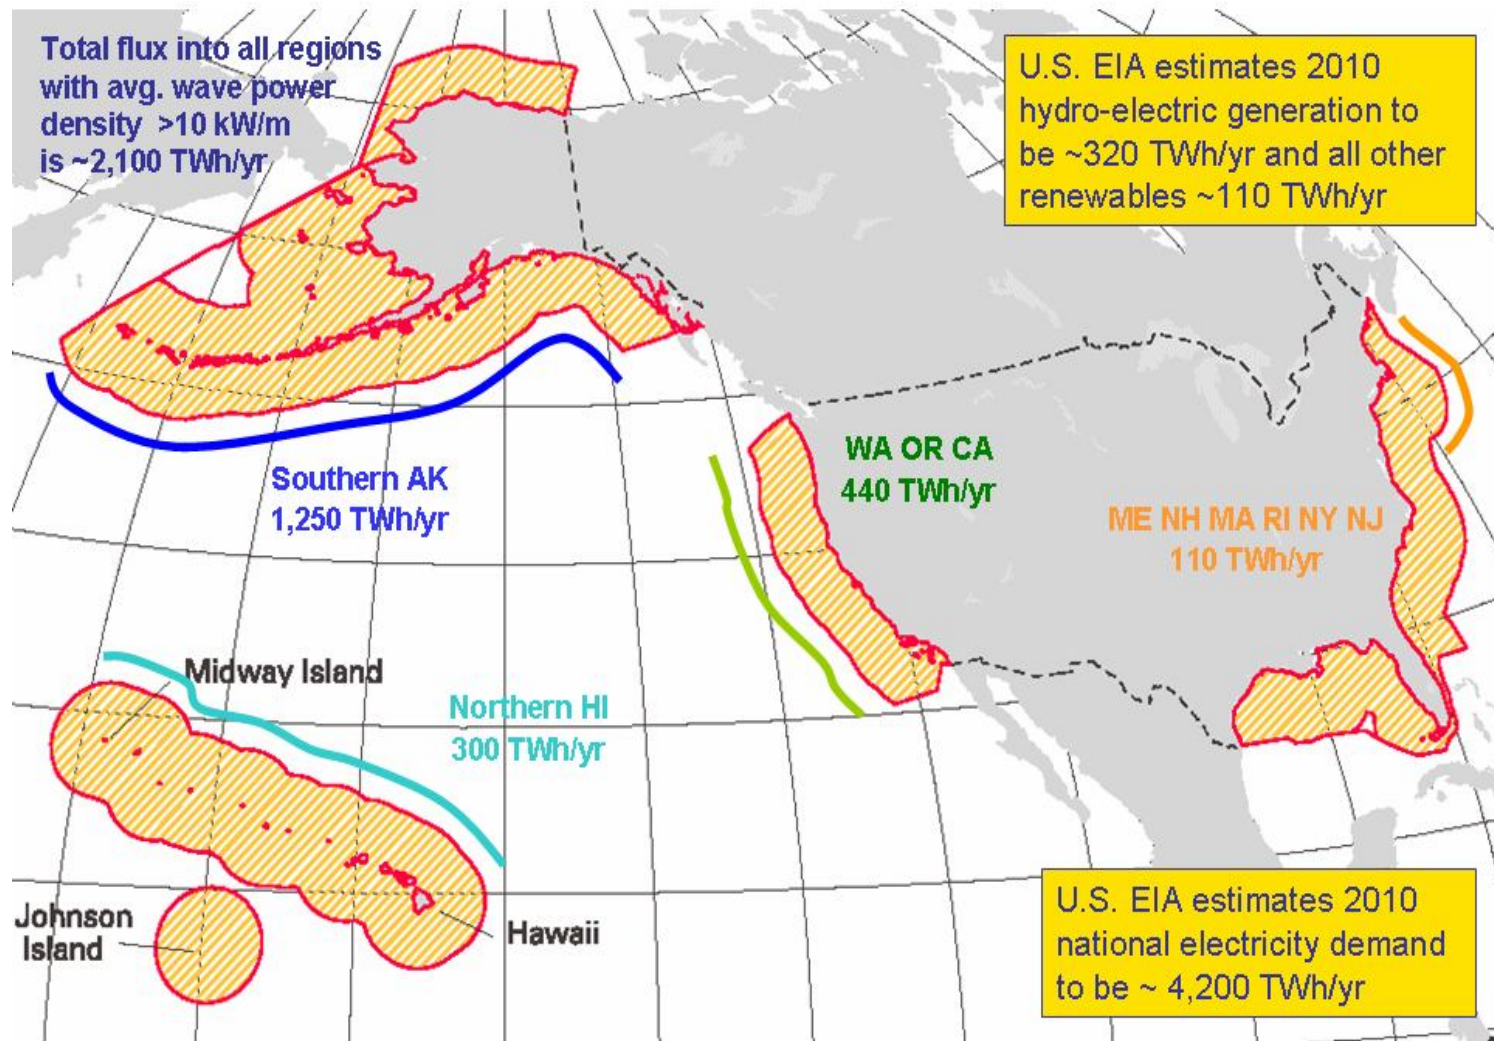 Total flux into all regions
with avg. wave power
density >10 kW/m
is ~2,100 TWh/yr
U.S. EIA estimates 2010
hydro-electric generation to
be ~320 TWh/yr and all other
renewables ~110 TWh/yr
Southern AK
1,250 TWh/yr
WA OR CA
440 TWh/yr
ME NH MA RI NY NJ
110 TWh/yr
Midway Island
Northern HI
300 TWh/yr
Johnson
Island
Hawaii
U.S. EIA estimates 2010
national electricity demand
to be ~ 4,200 TWh/yr